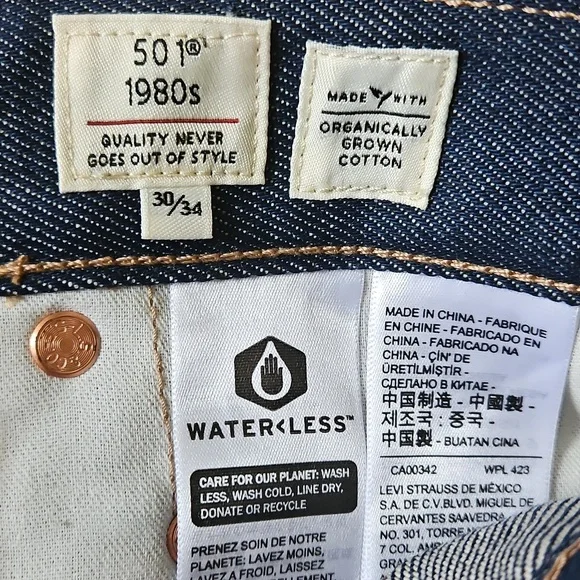 501®
1980s
QUALITY NEVER
GOES OUT OF STYLE
30/34
MADE WITH
ORGANICALLY
GROWN
COTTON
WATER<LESS™
CARE FOR OUR PLANET: WASH
LESS, WASH COLD, LINE DRY,
DONATE OR RECYCLE
PRENEZ SOIN DE NOTRE
PLANETE; LAVEZ MOINS,
LAVEZ A FROID, LAISSEZ
MADE IN CHINA - FABRIQUE
EN CHINE - FABRICADO EN
CHINA - FABRICADO NA
CHINA - ÇİN' DE
ÜRETİLMİŞTİR -
СДЕЛАНО В КИТАЕ -
中国制造 - 中國製 -
제조국 : 중국 -
中国製 - BUATAN CINA
CA00342 WPL 423
LEVI STRAUSS DE MÉXICO
S.A. DE C.V.BLVD. MIGUEL DE
CERVANTES SAAVEDRA
NO. 301, TORRE
7 COL.